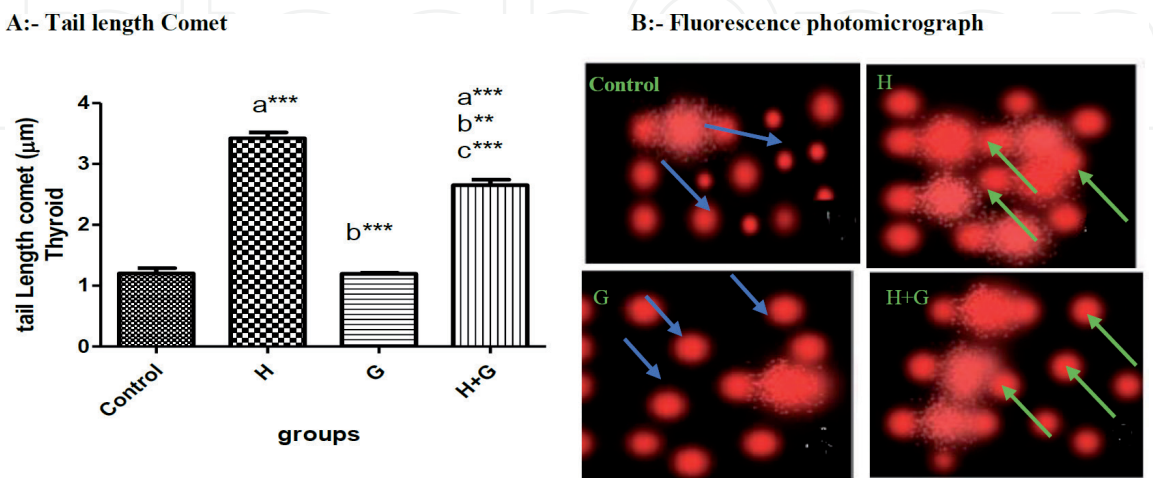 A:- Tail length Comet
B:- Fluorescence photomicrograph
tail Length comet (µm)
Thyroid
4
3
2
1
0
a***
b***
a***
b**
c***
Control
H
G
H+G
groups
Control
H
G
H+G